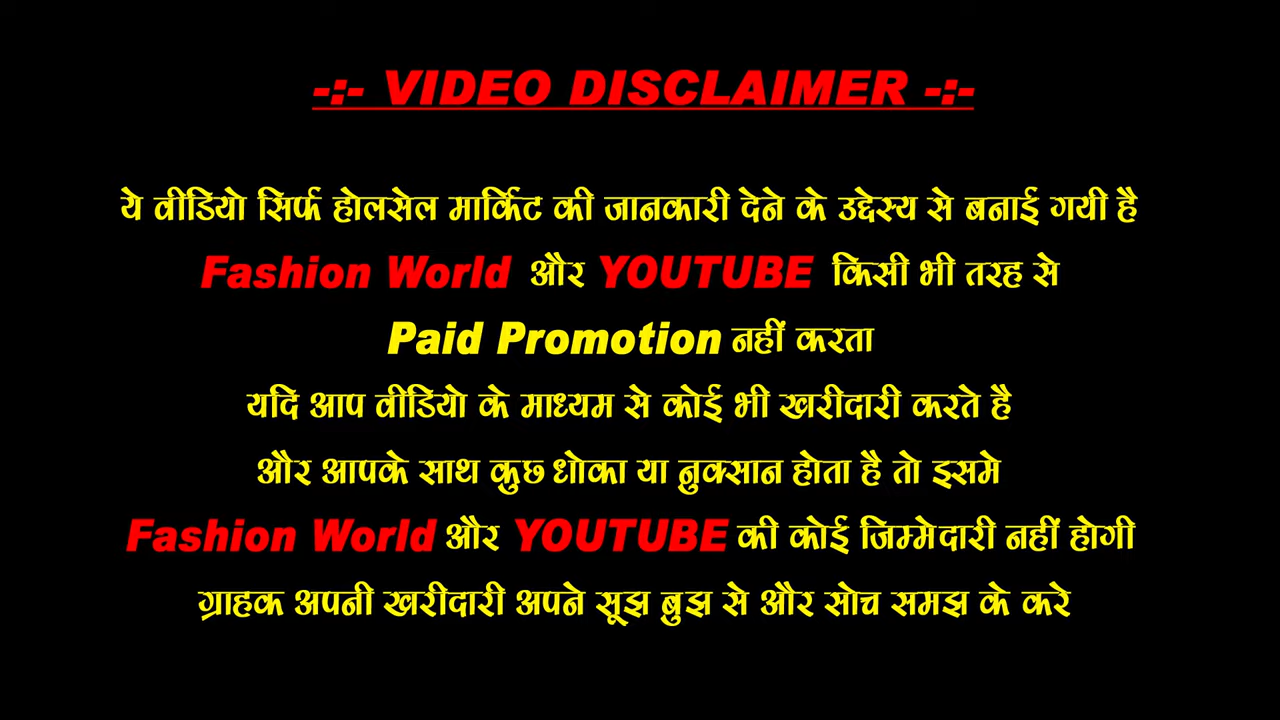 -:- VIDEO DISCLAIMER -:-
ये वीडियो सिर्फ होलसेल मार्किट की जानकारी देने के उद्देस्य से बनाई गयी है
Fashion World और YOUTUBE किसी भी तरह से
Paid Promotion नहीं करता
यदि आप वीडियो के माध्यम से कोई भी खरीदारी करते है
और आपके साथ कुछ धोका या नुक्सान होता है तो इसमे
Fashion World और YOUTUBE की कोई जिम्मेदारी नहीं होगी
ग्राहक अपनी खरीदारी अपने सूझ बुझ से और सोच समझ के करे